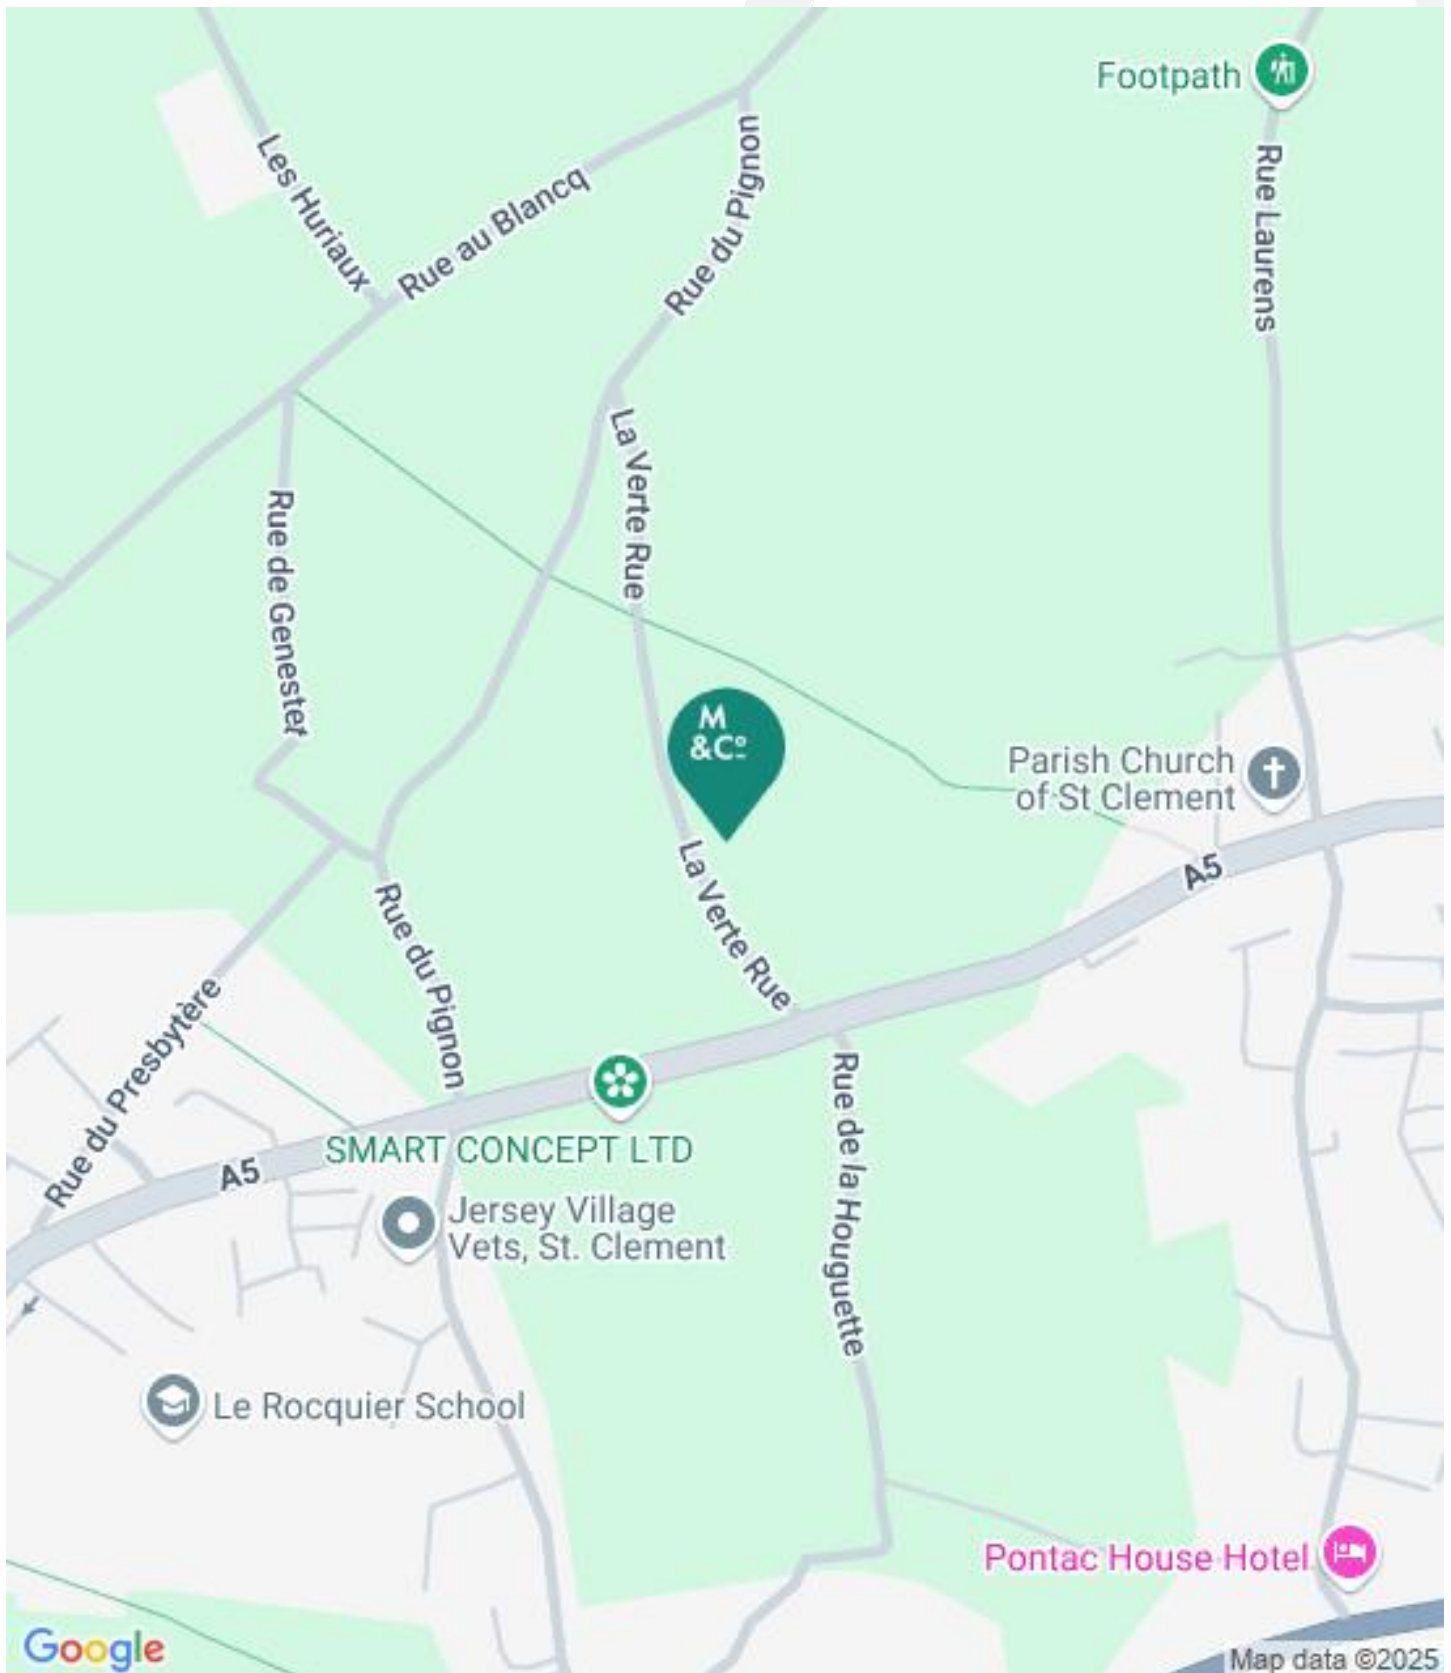 Footpath
Les Huriaux
Rue au Blancq
Rue du Pignon
Rue Laurens
La Verte Rue
Rue de Genestet
M
&Cº
Parish Church
of St Clement
La Verte Rue
A5
Rue du Pignon
Rue du Presbytère
SMART CONCEPT LTD
Rue de la Houguette
A5
Jersey Village
Vets, St. Clement
Le Rocquier School
Pontac House Hotel
Google
Map data ©2025